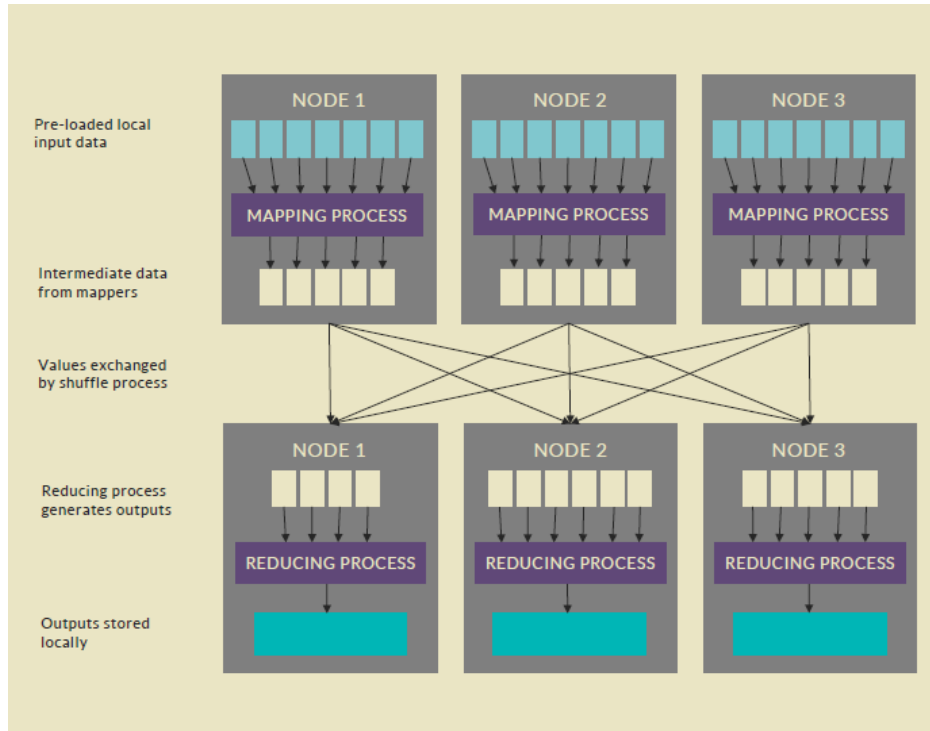 NODE 1
NODE 2
NODE 3
Pre-loaded local
input data
MAPPING PROCESS
MAPPING PROCESS
MAPPING PROCESS
Intermediate data
from mappers
Values exchanged
by shuffle process
NODE 1
NODE 2
NODE 3
Reducing process
generates outputs
REDUCING PROCESS
REDUCING PROCESS
REDUCING PROCESS
Outputs stored
locally